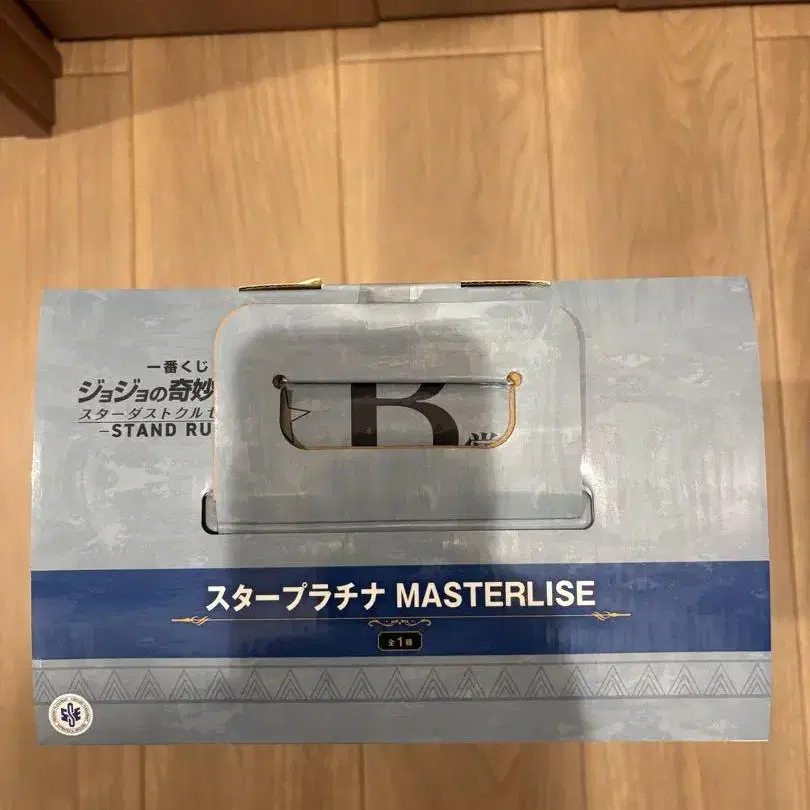 一番くじ
ジョジョの奇妙
スターダストクル
-STAND RU
B
スタープラチナ MASTERLISE
全1種